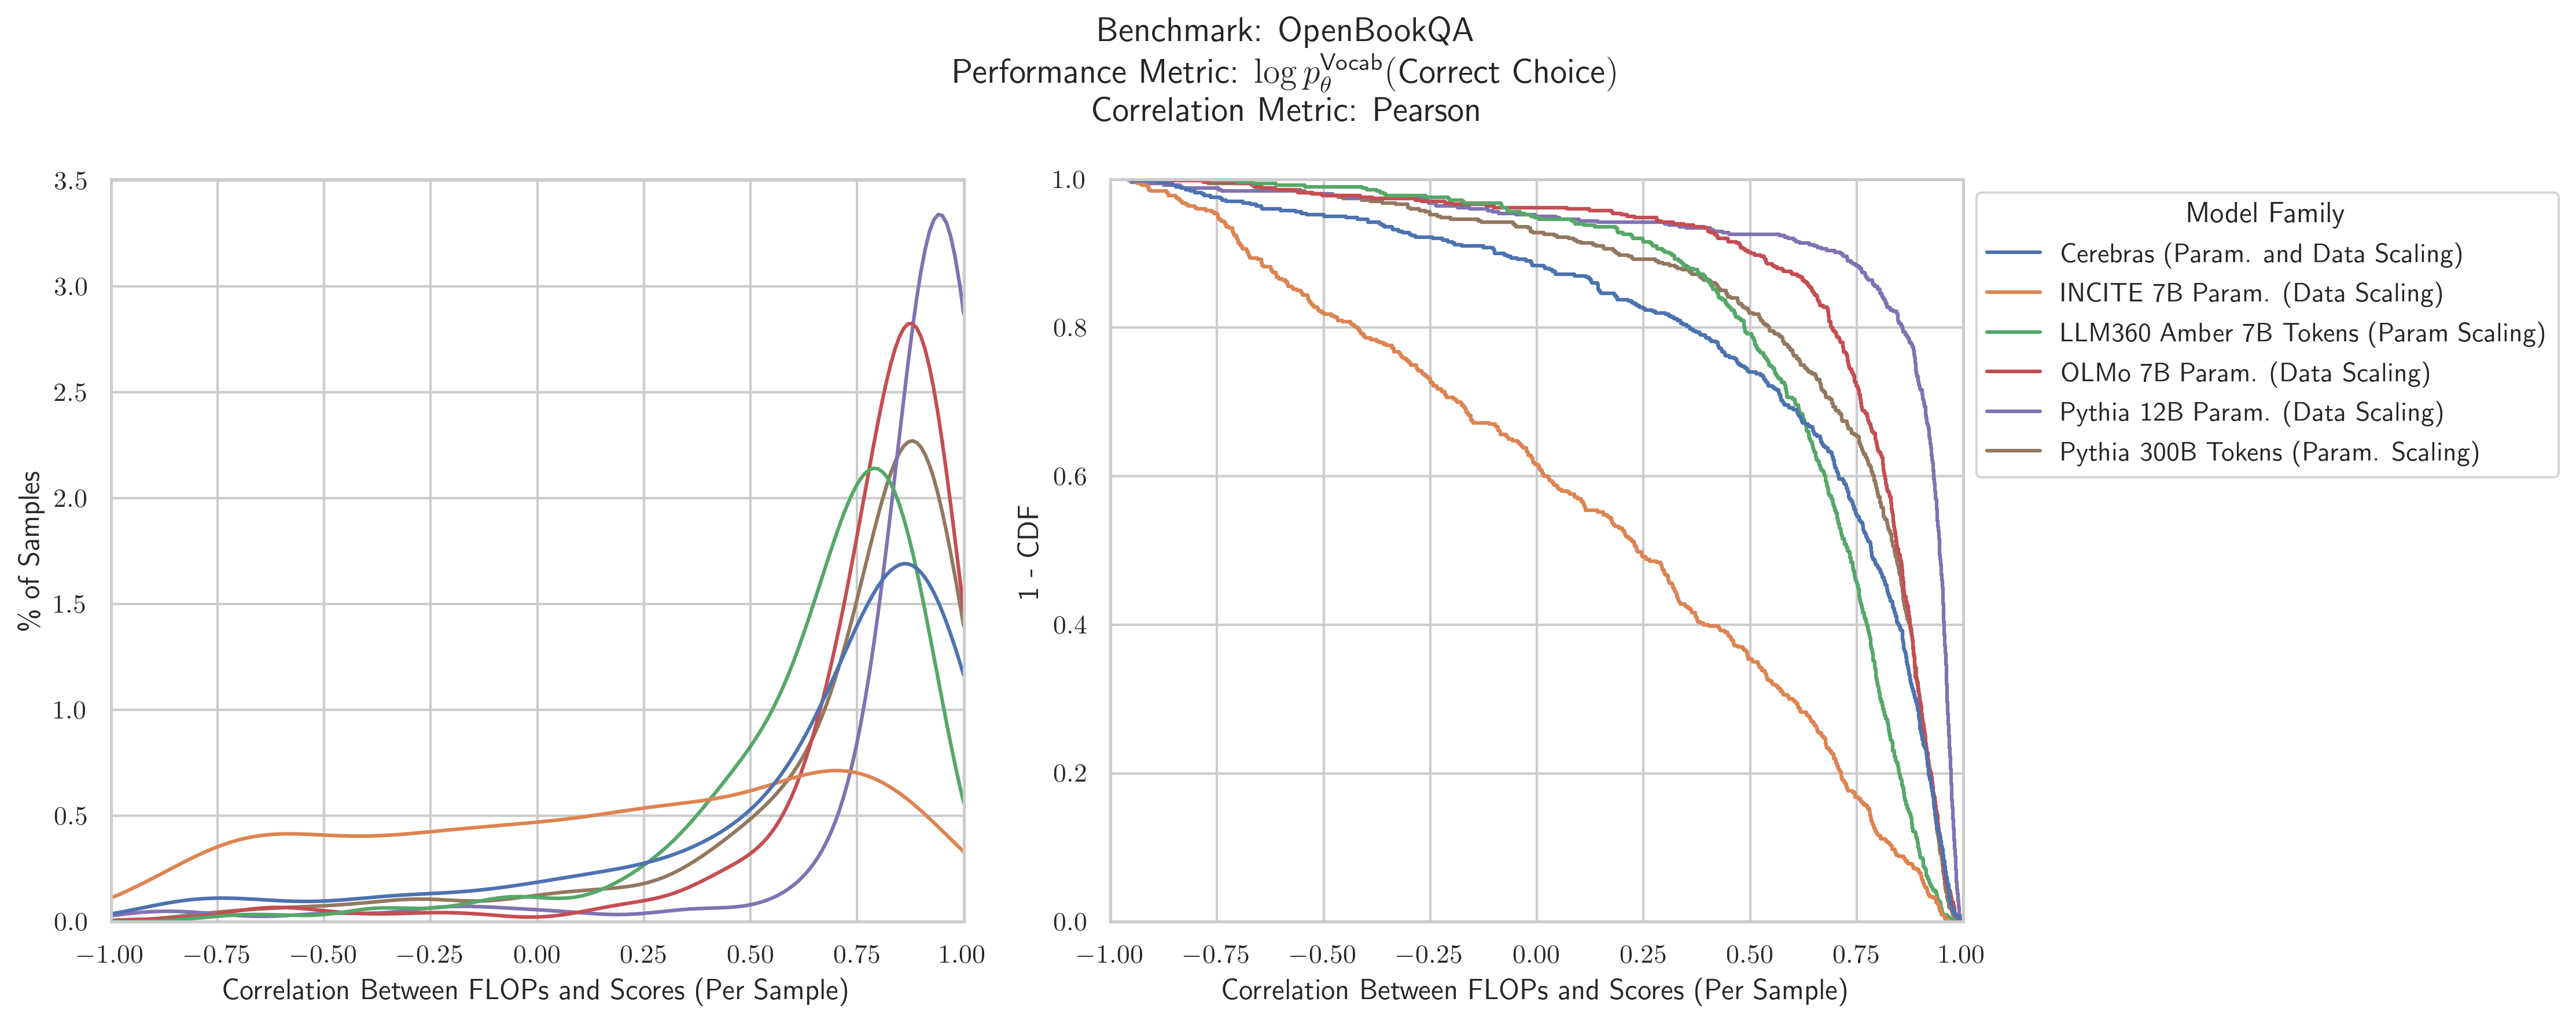 Benchmark: OpenBookQA
Performance Metric: log p_θ^Vocab(Correct Choice)
Correlation Metric: Pearson
3.5
3.0
2.5
2.0
1.5
1.0
0.5
0.0
% of Samples
−1.00 −0.75 −0.50 −0.25 0.00 0.25 0.50 0.75 1.00
Correlation Between FLOPs and Scores (Per Sample)
1.0
0.8
0.6
0.4
0.2
0.0
1 - CDF
−1.00 −0.75 −0.50 −0.25 0.00 0.25 0.50 0.75 1.00
Correlation Between FLOPs and Scores (Per Sample)
Model Family
Cerebras (Param. and Data Scaling)
INCITE 7B Param. (Data Scaling)
LLM360 Amber 7B Tokens (Param Scaling)
OLMo 7B Param. (Data Scaling)
Pythia 12B Param. (Data Scaling)
Pythia 300B Tokens (Param. Scaling)